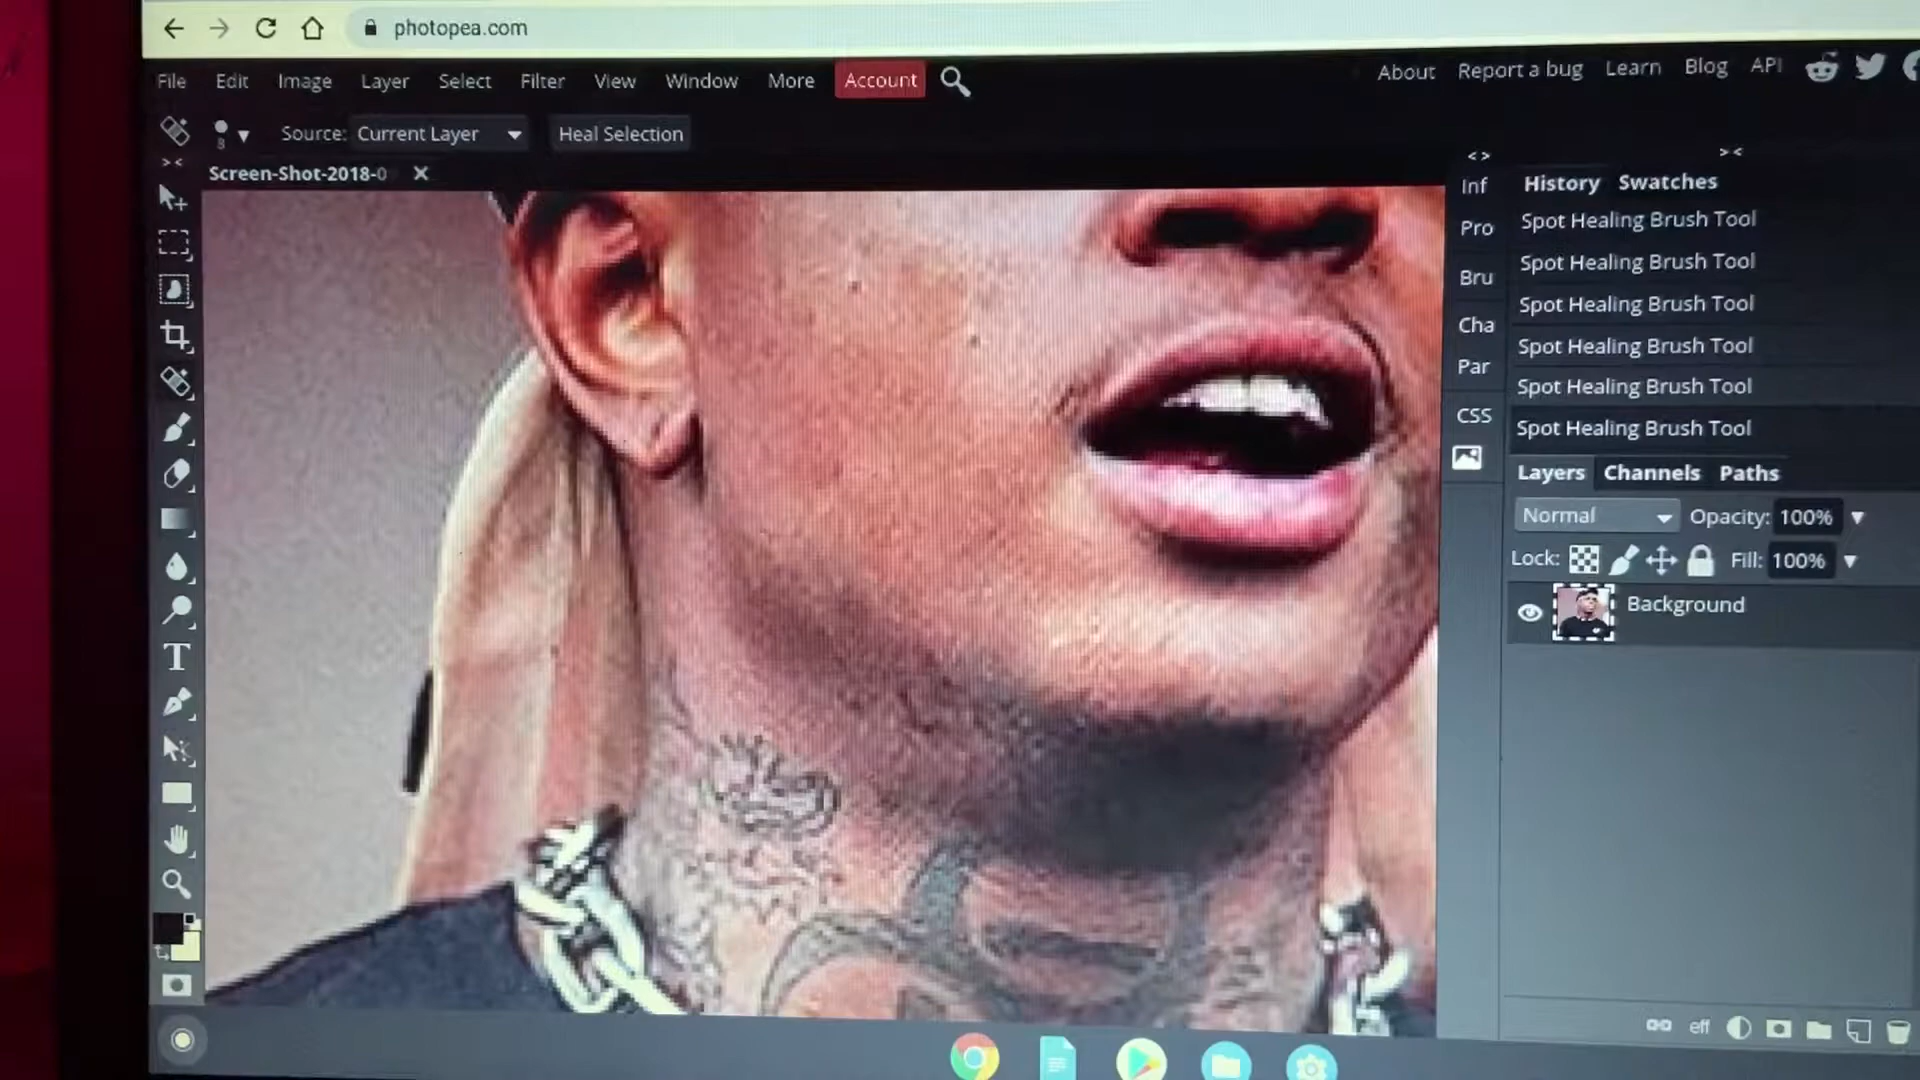 photopea.com
File Edit Image Layer Select Filter View Window More Account About Report a bug Learn Blog API
8 Source: Current Layer Heal Selection
Screen-Shot-2018-0
Inf
Pro
Bru
Cha
Par
CSS
History Swatches
Spot Healing Brush Tool
Spot Healing Brush Tool
Spot Healing Brush Tool
Spot Healing Brush Tool
Spot Healing Brush Tool
Spot Healing Brush Tool
Layers Channels Paths
Normal Opacity: 100%
Lock: Fill: 100%
Background
eff